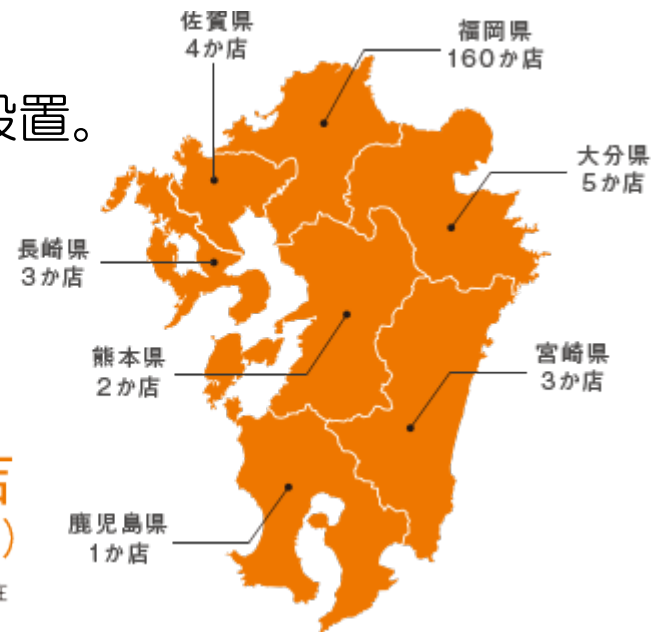 佐賀県
4か店
福岡県
160か店
設置。
大分県
5か店
長崎県
3か店
熊本県
2か店
宮崎県
3か店
店
)
鹿児島県
1か店
在